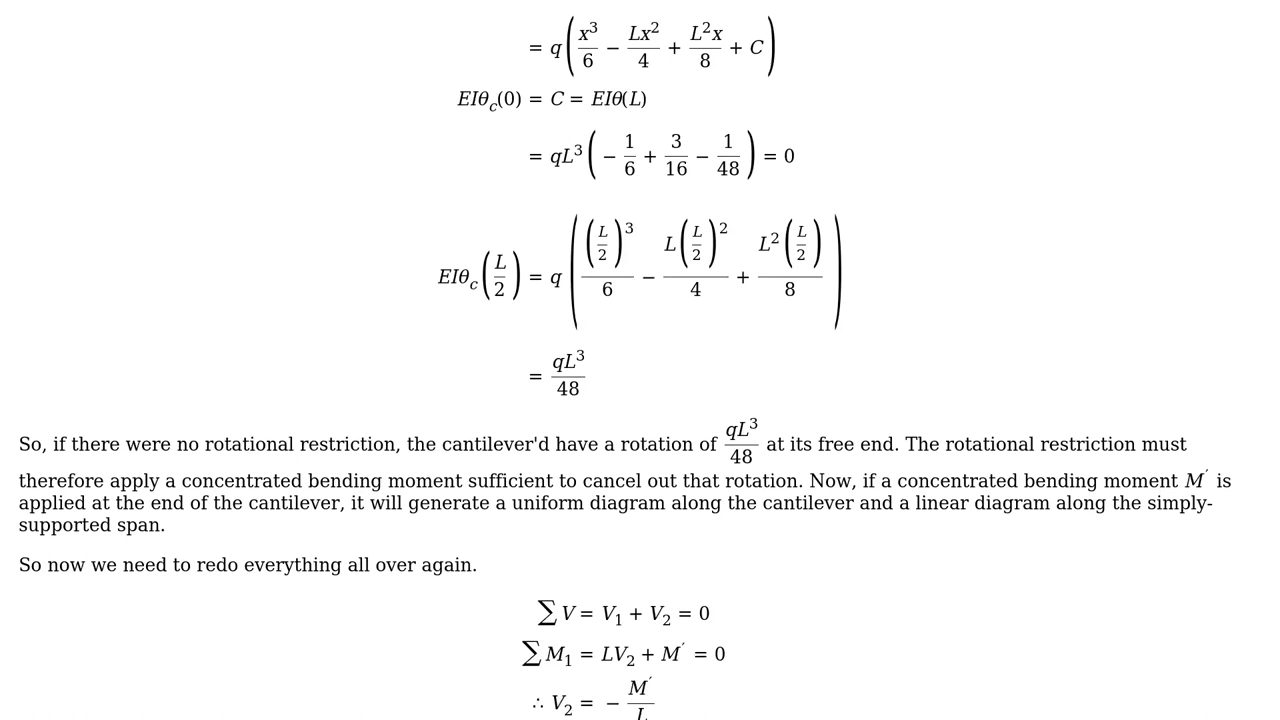 = q(x³/6 − Lx²/4 + L²x/8 + C)
EIθ_c(0) = C = EIθ(L)
= qL³(− 1/6 + 3/16 − 1/48) = 0
EIθ_c(L/2) = q((L/2)³/6 − L(L/2)²/4 + L²(L/2)/8)
= qL³/48
So, if there were no rotational restriction, the cantilever'd have a rotation of qL³/48 at its free end. The rotational restriction must
therefore apply a concentrated bending moment sufficient to cancel out that rotation. Now, if a concentrated bending moment M′ is
applied at the end of the cantilever, it will generate a uniform diagram along the cantilever and a linear diagram along the simply-
supported span.
So now we need to redo everything all over again.
∑V = V₁ + V₂ = 0
∑M₁ = LV₂ + M′ = 0
∴ V₂ = − M′/L